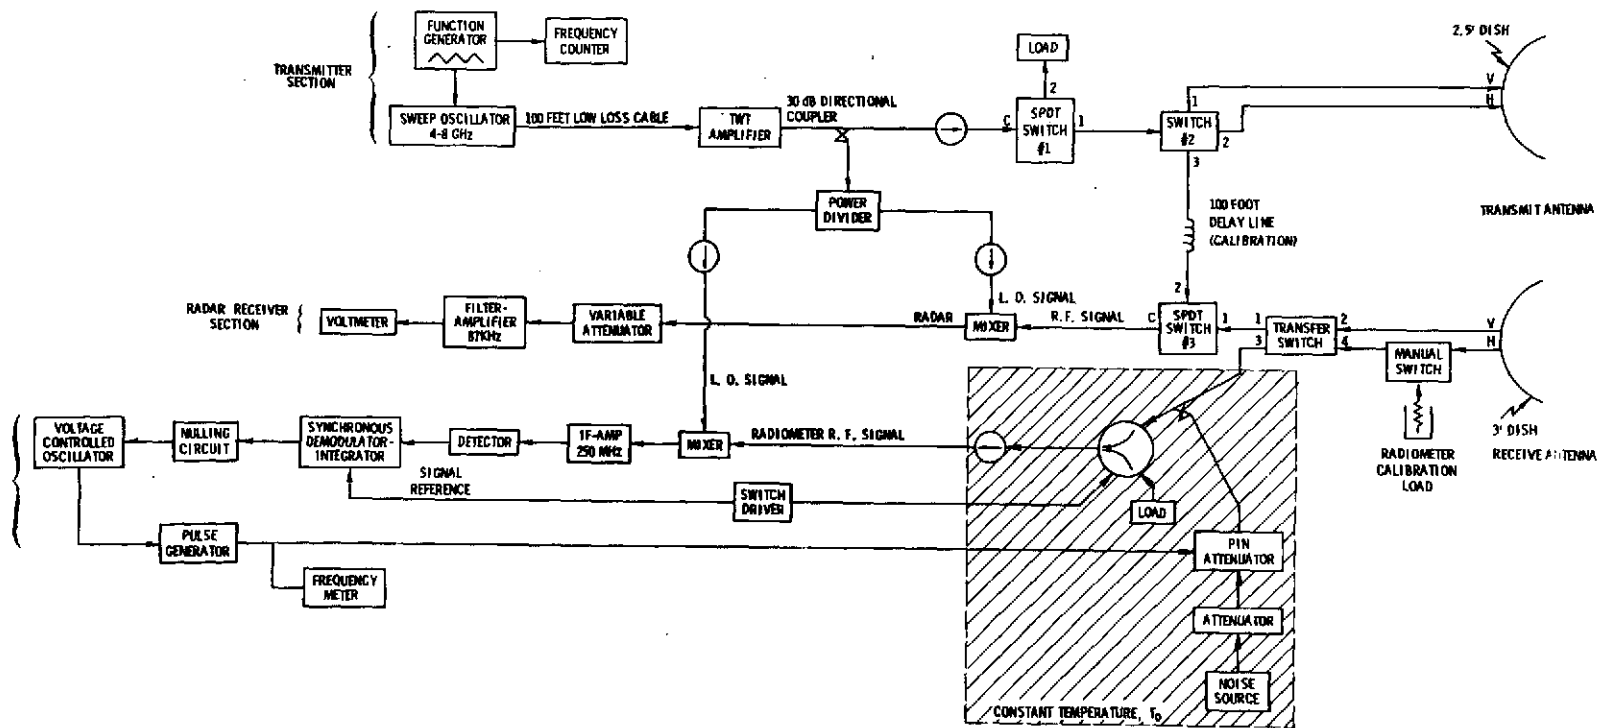 TRANSMITTER
SECTION
FUNCTION
GENERATOR
FREQUENCY
COUNTER
SWEEP OSCILLATOR
4-8 GHz
100 FEET LOW LOSS CABLE
TWT
AMPLIFIER
30 dB DIRECTIONAL
COUPLER
LOAD
2
C
SPDT
SWITCH
#1
1
1
SWITCH
#2
2
3
2.5' DISH
V
H
TRANSMIT ANTENNA
POWER
DIVIDER
100 FOOT
DELAY LINE
(CALIBRATION)
RADAR RECEIVER
SECTION
VOLTMETER
FILTER-
AMPLIFIER
87KHz
VARIABLE
ATTENUATOR
RADAR
MIXER
L. O. SIGNAL
R.F. SIGNAL
2
C
SPDT
SWITCH
#3
1
1
3
TRANSFER
SWITCH
2
4
MANUAL
SWITCH
V
H
3' DISH
RECEIVE ANTENNA
RADIOMETER
CALIBRATION
LOAD
L. O. SIGNAL
VOLTAGE
CONTROLLED
OSCILLATOR
NULLING
CIRCUIT
SYNCHRONOUS
DEMODULATOR-
INTEGRATOR
DETECTOR
1F-AMP
250 MHz
MIXER
RADIOMETER R. F. SIGNAL
SIGNAL
REFERENCE
SWITCH
DRIVER
LOAD
PULSE
GENERATOR
FREQUENCY
METER
PIN
ATTENUATOR
ATTENUATOR
NOISE
SOURCE
CONSTANT TEMPERATURE, T0